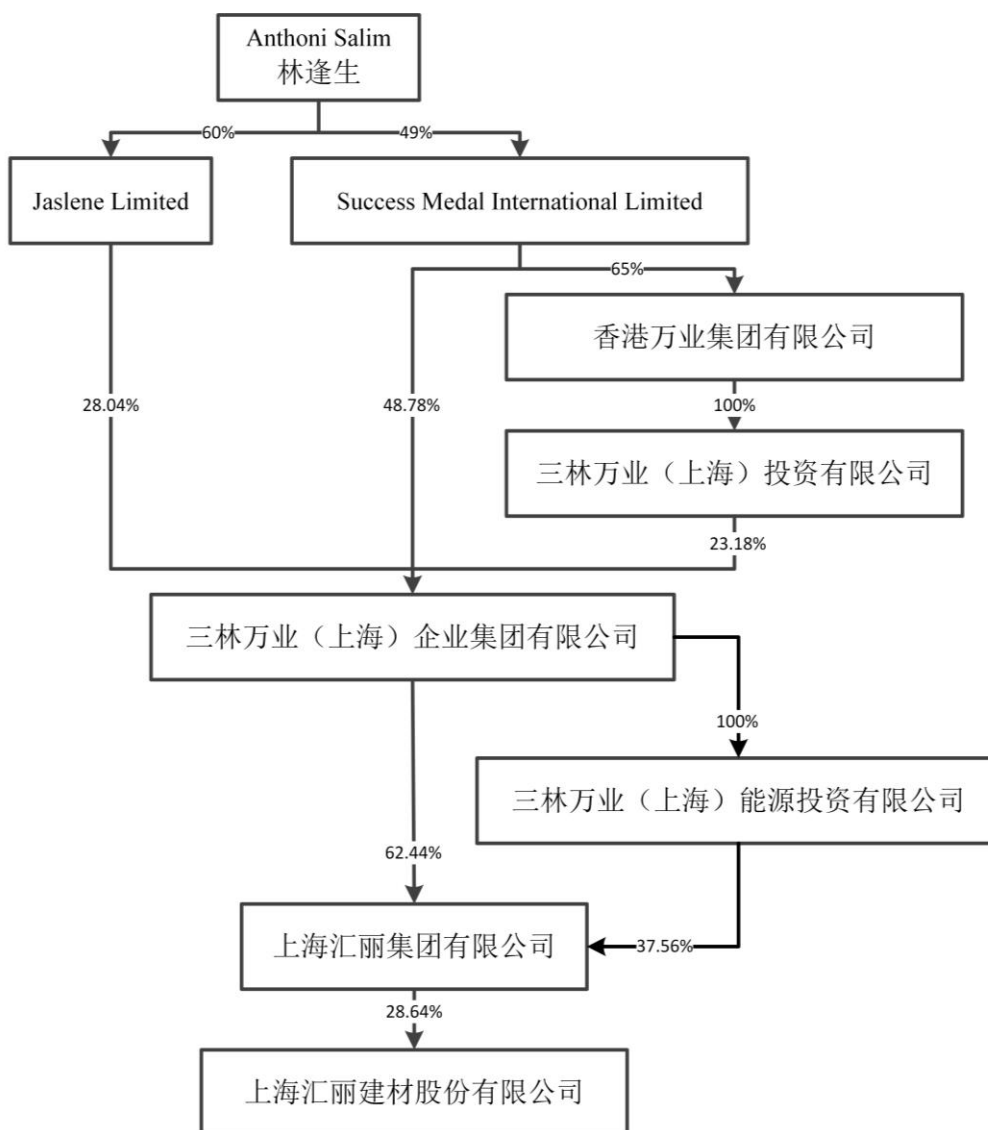 Anthoni Salim
林逢生
60%
49%
Jaslene Limited
Success Medal International Limited
65%
香港万业集团有限公司
28.04%
48.78%
100%
三林万业（上海）投资有限公司
23.18%
三林万业（上海）企业集团有限公司
100%
三林万业（上海）能源投资有限公司
62.44%
上海汇丽集团有限公司
37.56%
28.64%
上海汇丽建材股份有限公司